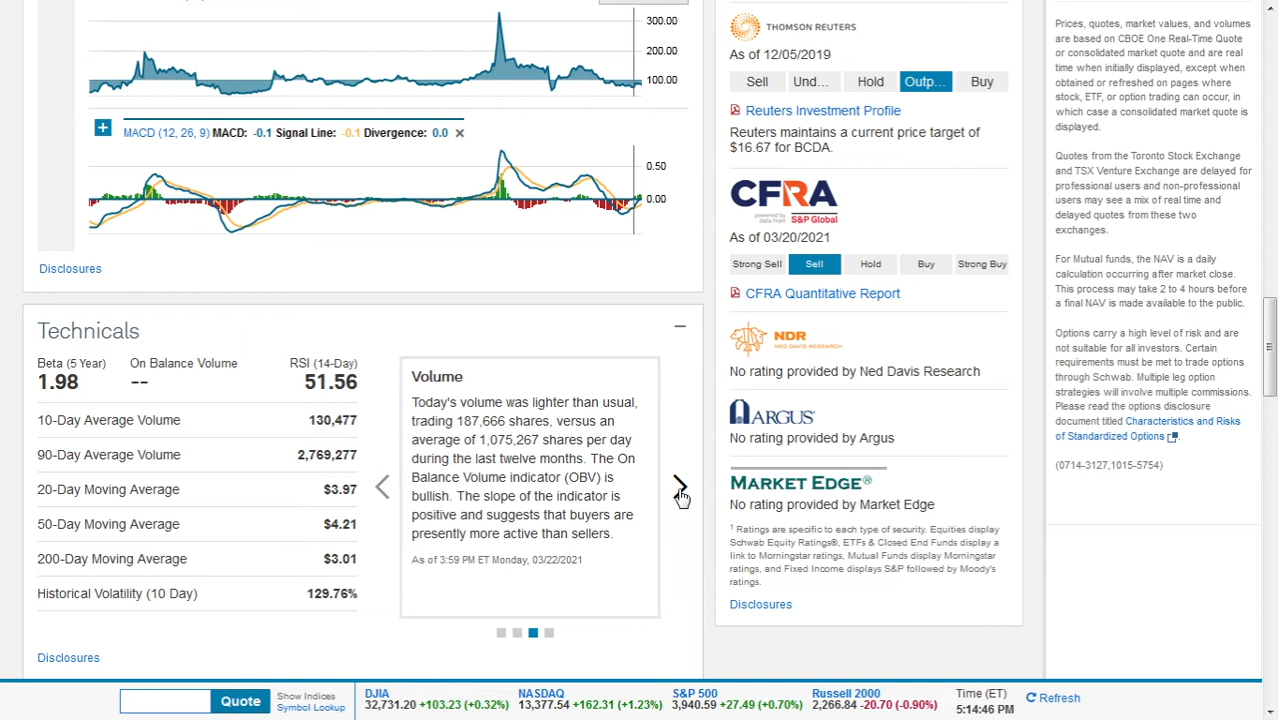 300.00
200.00
100.00
MACD (12, 26, 9) MACD: -0.1 Signal Line: -0.1 Divergence: 0.0
0.50
0.00
Disclosures
Technicals
Beta (5 Year) On Balance Volume RSI (14-Day)
1.98 -- 51.56
10-Day Average Volume 130,477
90-Day Average Volume 2,769,277
20-Day Moving Average $3.97
50-Day Moving Average $4.21
200-Day Moving Average $3.01
Historical Volatility (10 Day) 129.76%
Disclosures
Volume
Today's volume was lighter than usual,
trading 187,666 shares, versus an
average of 1,075,267 shares per day
during the last twelve months. The On
Balance Volume indicator (OBV) is
bullish. The slope of the indicator is
positive and suggests that buyers are
presently more active than sellers.
As of 3:59 PM ET Monday, 03/22/2021
THOMSON REUTERS
As of 12/05/2019
Sell Und... Hold Outp... Buy
Reuters Investment Profile
Reuters maintains a current price target of
$16.67 for BCDA.
CFRA
powered by
data from S&P Global
As of 03/20/2021
Strong Sell Sell Hold Buy Strong Buy
CFRA Quantitative Report
NDR
NED DAVIS RESEARCH
No rating provided by Ned Davis Research
ARGUS
No rating provided by Argus
MARKET EDGE®
No rating provided by Market Edge
1 Ratings are specific to each type of security. Equities display
Schwab Equity Ratings®, ETFs & Closed End Funds display a
link to Morningstar ratings, Mutual Funds display Morningstar
ratings, and Fixed Income displays S&P followed by Moody's
ratings.
Disclosures
Prices, quotes, market values, and volumes
are based on CBOE One Real-Time Quote
or consolidated market quote and are real
time when initially displayed, except when
obtained or refreshed on pages where
stock, ETF, or option trading can occur, in
which case a consolidated market quote is
displayed.
Quotes from the Toronto Stock Exchange
and TSX Venture Exchange are delayed for
professional users and non-professional
users may see a mix of real time and
delayed quotes from these two
exchanges.
For Mutual funds, the NAV is a daily
calculation occurring after market close.
This process may take 2 to 4 hours before
a final NAV is made available to the public.
Options carry a high level of risk and are
not suitable for all investors. Certain
requirements must be met to trade options
through Schwab. Multiple leg option
strategies will involve multiple commissions.
Please read the options disclosure
document titled Characteristics and Risks
of Standardized Options
(0714-3127,1015-5754)
Quote
Show Indices
Symbol Lookup
DJIA
32,731.20 +103.23 (+0.32%)
NASDAQ
13,377.54 +162.31 (+1.23%)
S&P 500
3,940.59 +27.49 (+0.70%)
Russell 2000
2,266.84 -20.70 (-0.90%)
Time (ET)
5:14:46 PM
Refresh